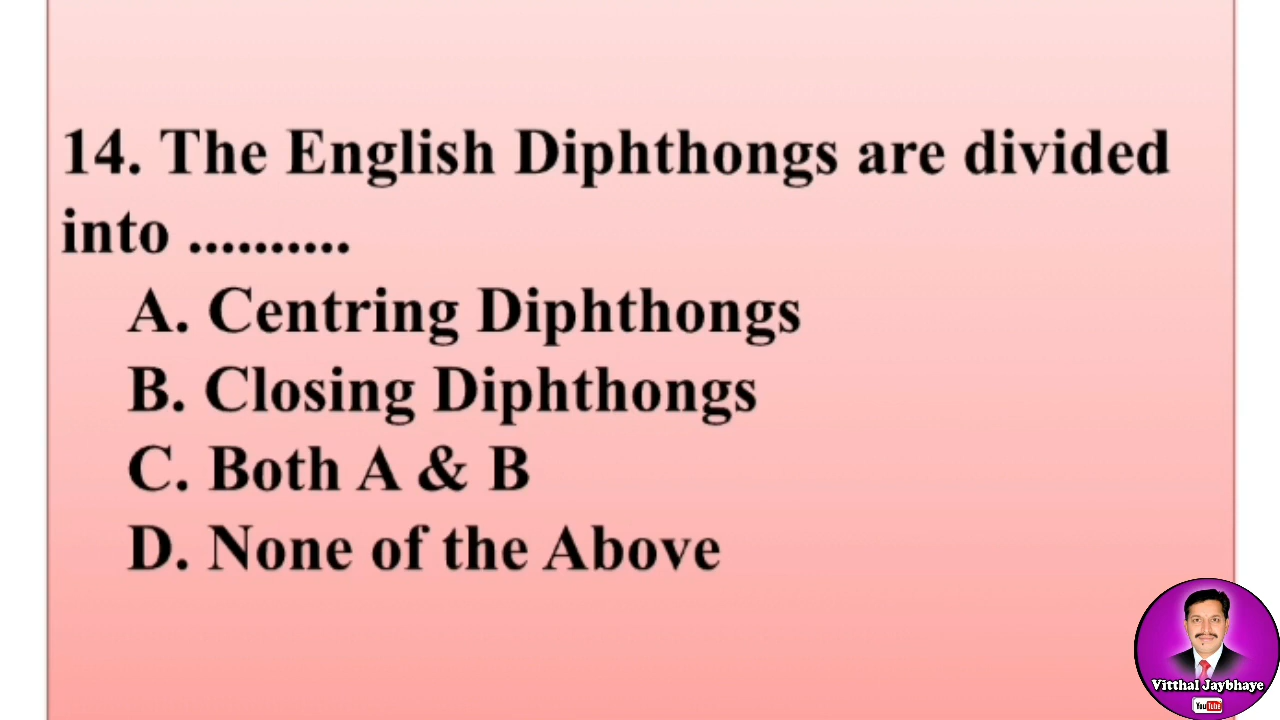 14. The English Diphthongs are divided
into ..........
A. Centring Diphthongs
B. Closing Diphthongs
C. Both A & B
D. None of the Above
Vitthal Jaybhaye
YouTube